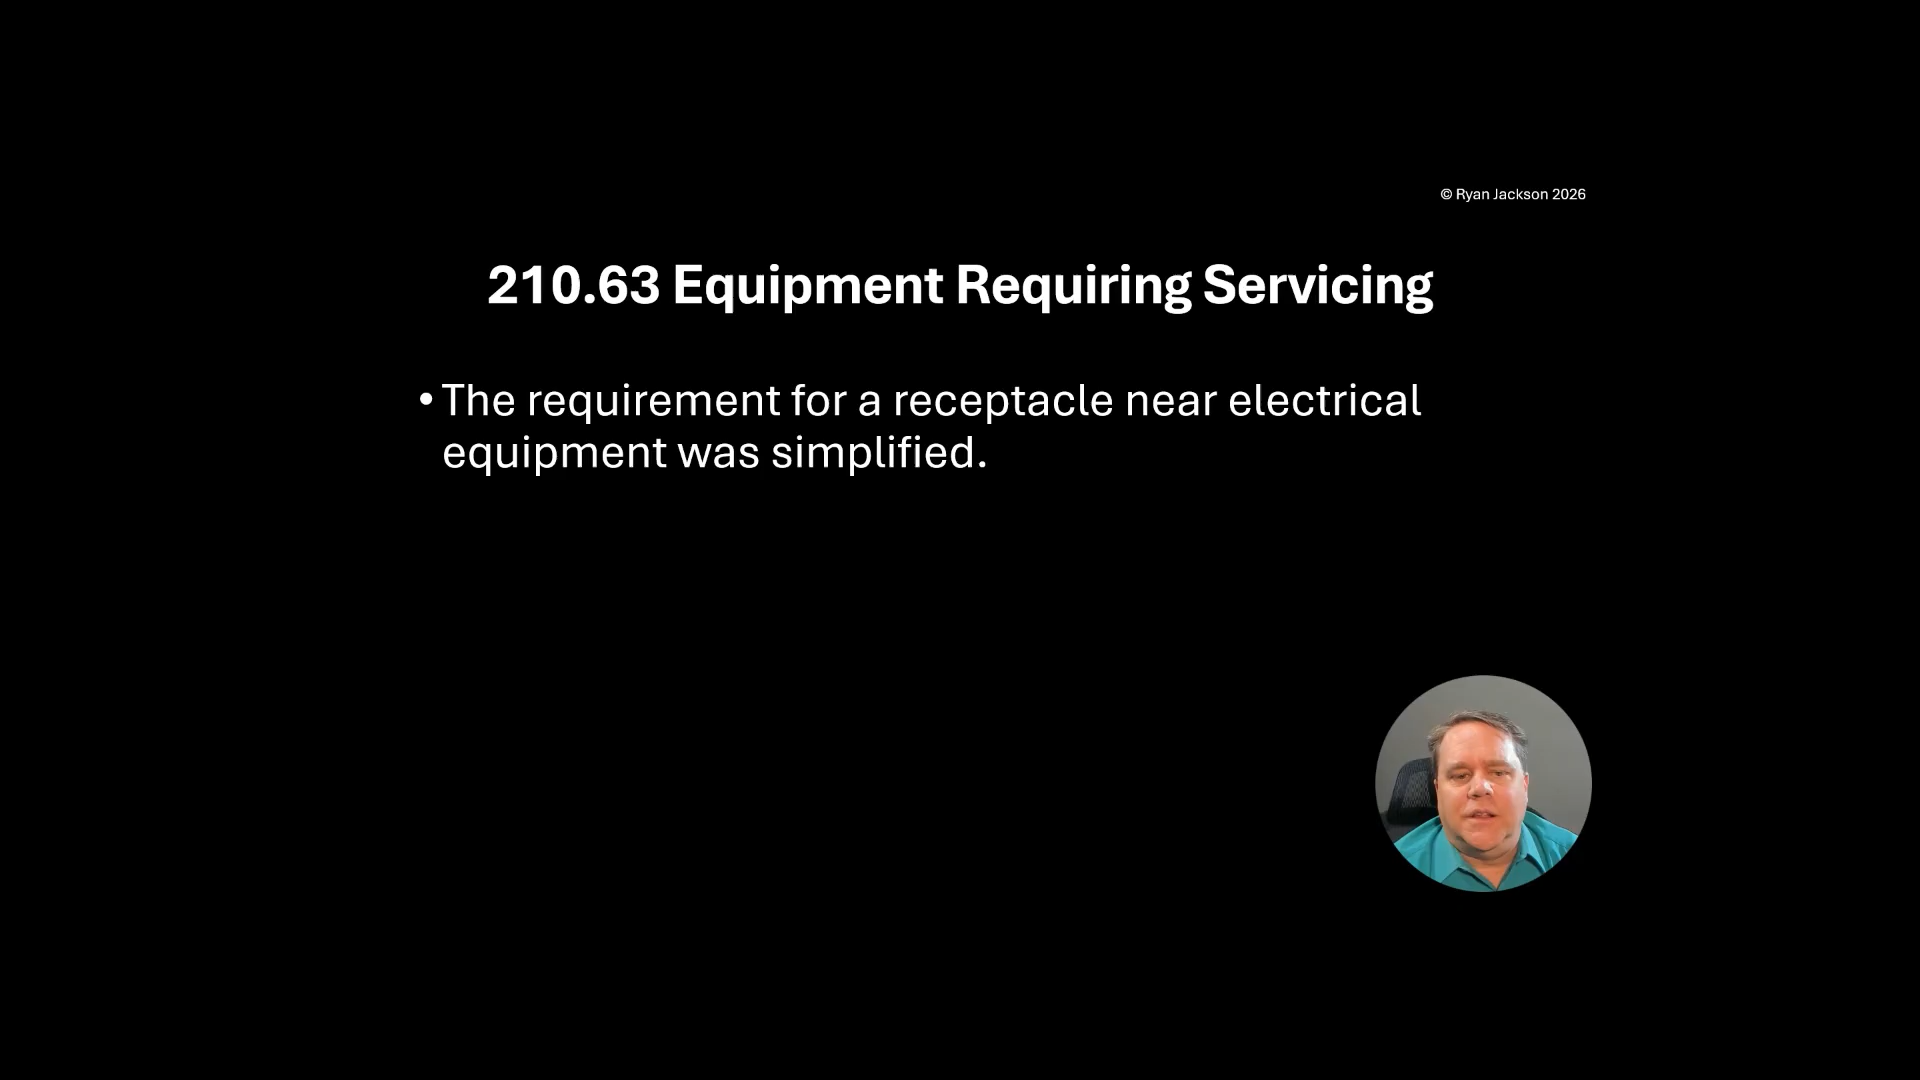 © Ryan Jackson 2026
210.63 Equipment Requiring Servicing
• The requirement for a receptacle near electrical
equipment was simplified.